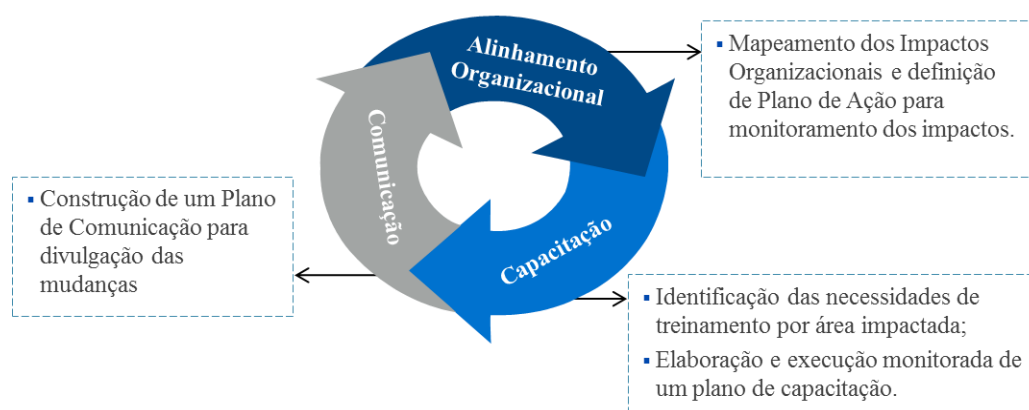 Alinhamento
Organizacional
▪ Mapeamento dos Impactos
Organizacionais e definição
de Plano de Ação para
monitoramento dos impactos.
Comunicação
▪ Construção de um Plano
de Comunicação para
divulgação das
mudanças
Capacitação
▪ Identificação das necessidades de
treinamento por área impactada;
▪ Elaboração e execução monitorada de
um plano de capacitação.